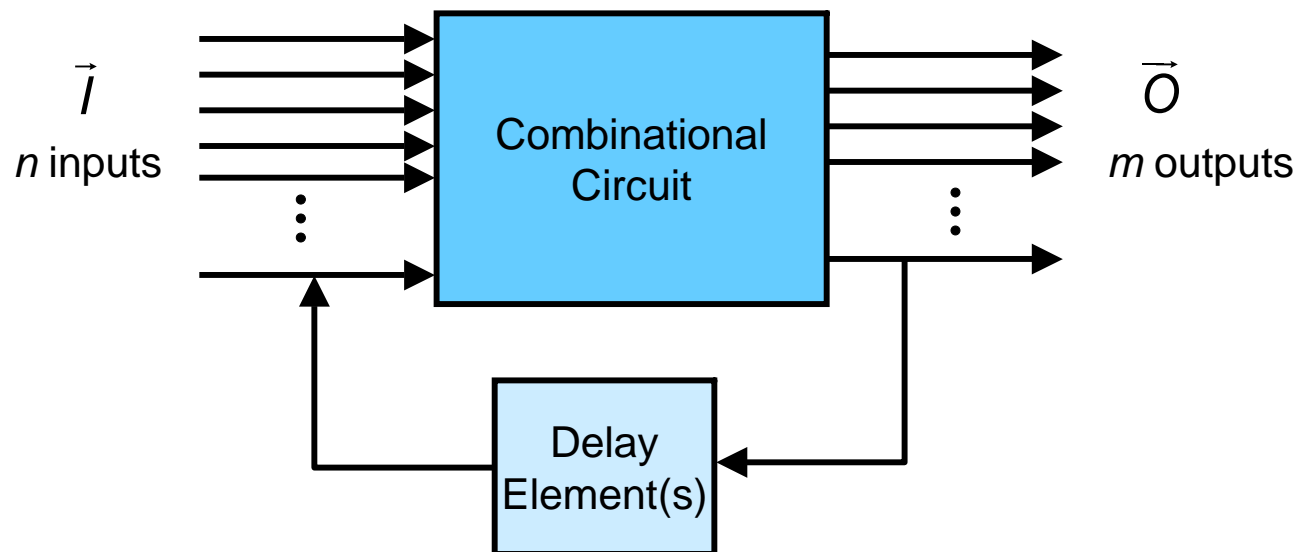 I
n inputs
Combinational
Circuit
O
m outputs
Delay
Element(s)